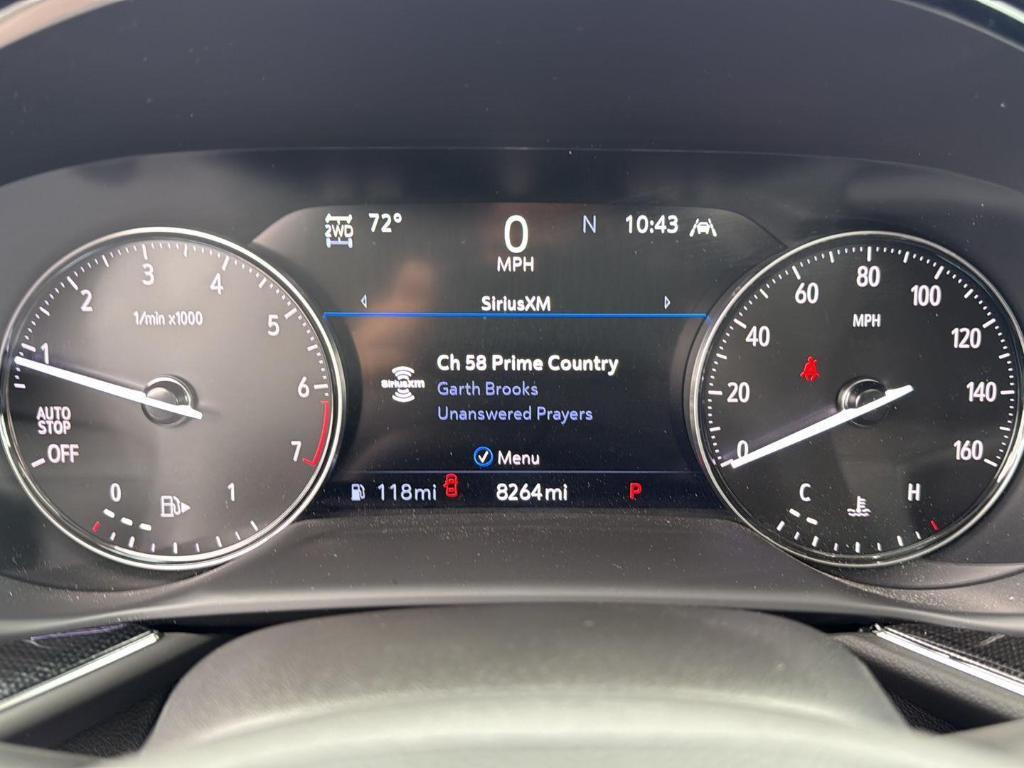 2WD 72° 0 N 10:43
MPH
SiriusXM
SiriusXM
Ch 58 Prime Country
Garth Brooks
Unanswered Prayers
Menu
118mi 8264mi P
1/min x1000
AUTO
STOP
OFF
1
2
3
4
5
6
7
0 1
MPH
0
20
40
60
80
100
120
140
160
C H